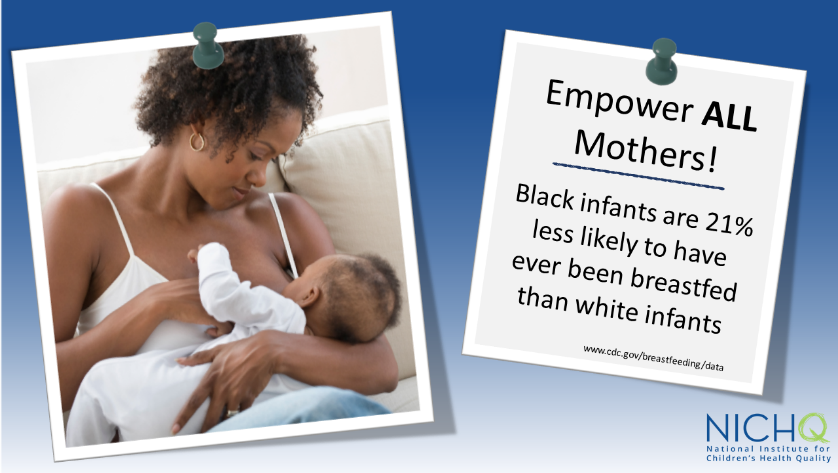 Empower ALL
Mothers!
Black infants are 21%
less likely to have
ever been breastfed
than white infants
www.cdc.gov/breastfeeding/data
NICHQ
National Institute for
Children's Health Quality